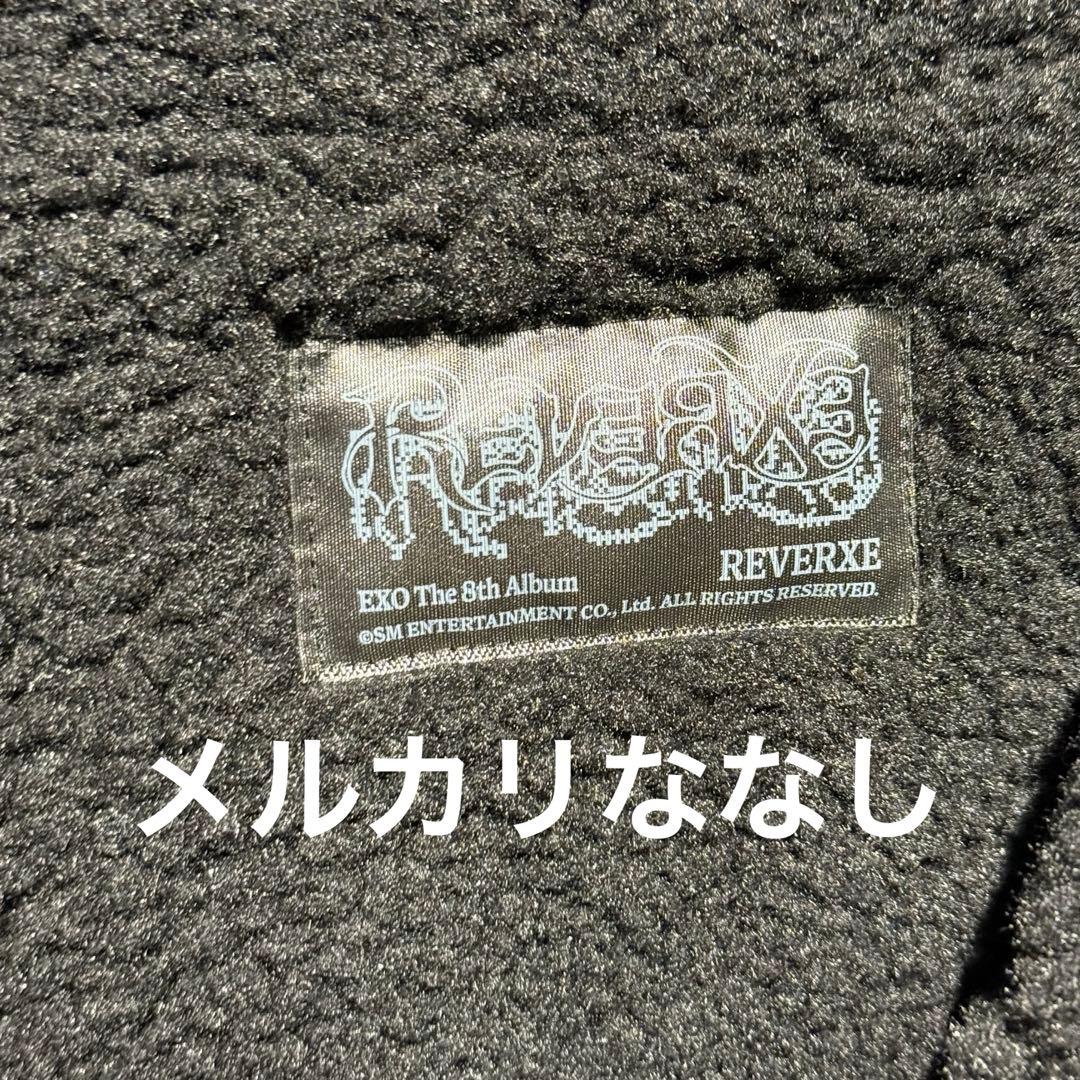 REVERXE
REVERXE
EXO The 8th Album
©SM ENTERTAINMENT CO., Ltd. ALL RIGHTS RESERVED.
メルカリななし